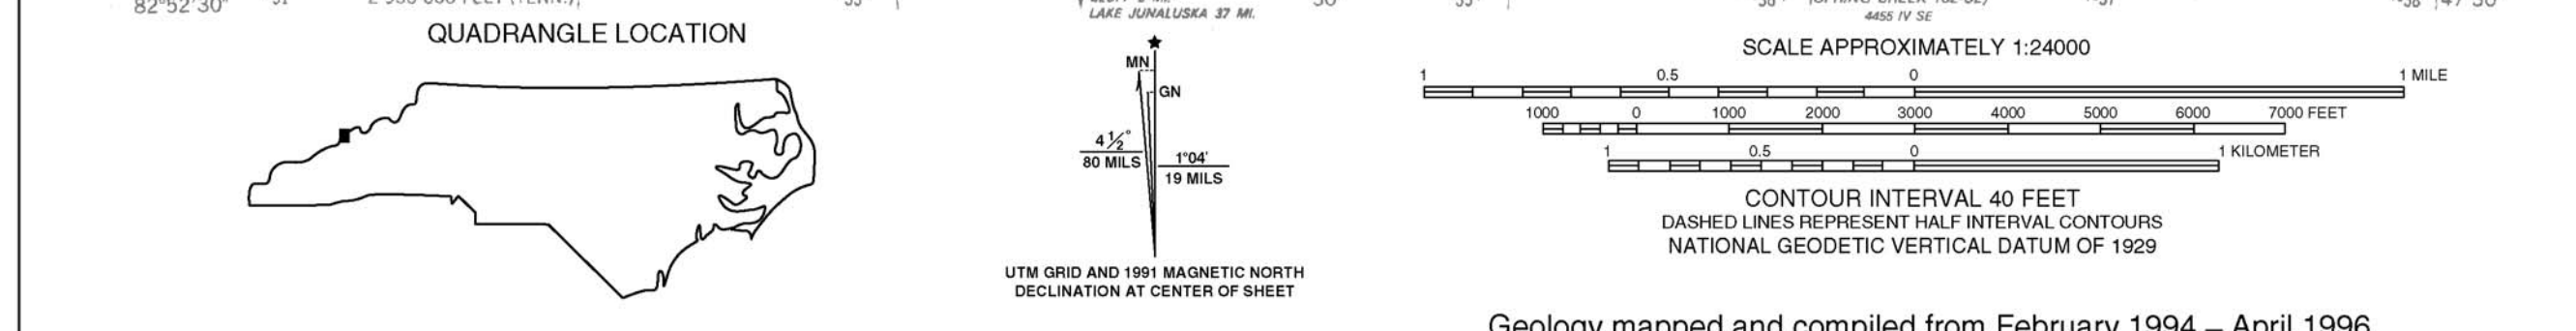 82°52'30"
LAKE JUNALUSKA 37 MI.
4455 IV SE
QUADRANGLE LOCATION
MN
GN
4½°
80 MILS
1°04'
19 MILS
UTM GRID AND 1991 MAGNETIC NORTH
DECLINATION AT CENTER OF SHEET
SCALE APPROXIMATELY 1:24000
1 0.5 0 1 MILE
1000 0 1000 2000 3000 4000 5000 6000 7000 FEET
1 0.5 0 1 KILOMETER
CONTOUR INTERVAL 40 FEET
DASHED LINES REPRESENT HALF INTERVAL CONTOURS
NATIONAL GEODETIC VERTICAL DATUM OF 1929
Geology mapped and compiled from February 1994 – April 1996